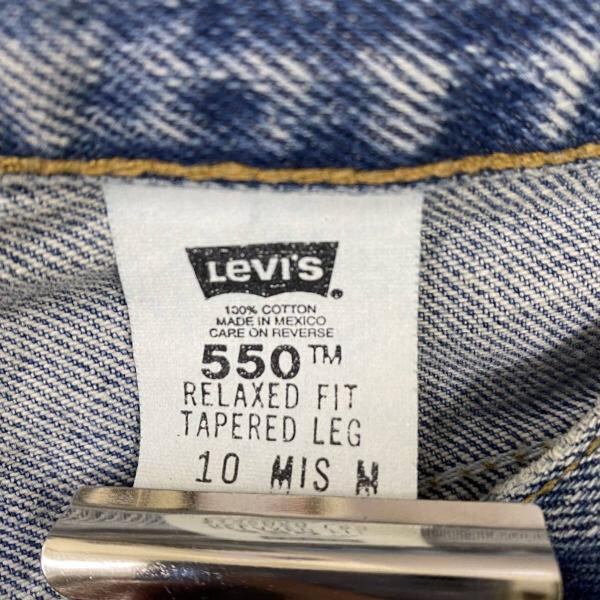 LEVI'S®
100% COTTON
MADE IN MEXICO
CARE ON REVERSE
550™
RELAXED FIT
TAPERED LEG
10 MIS M